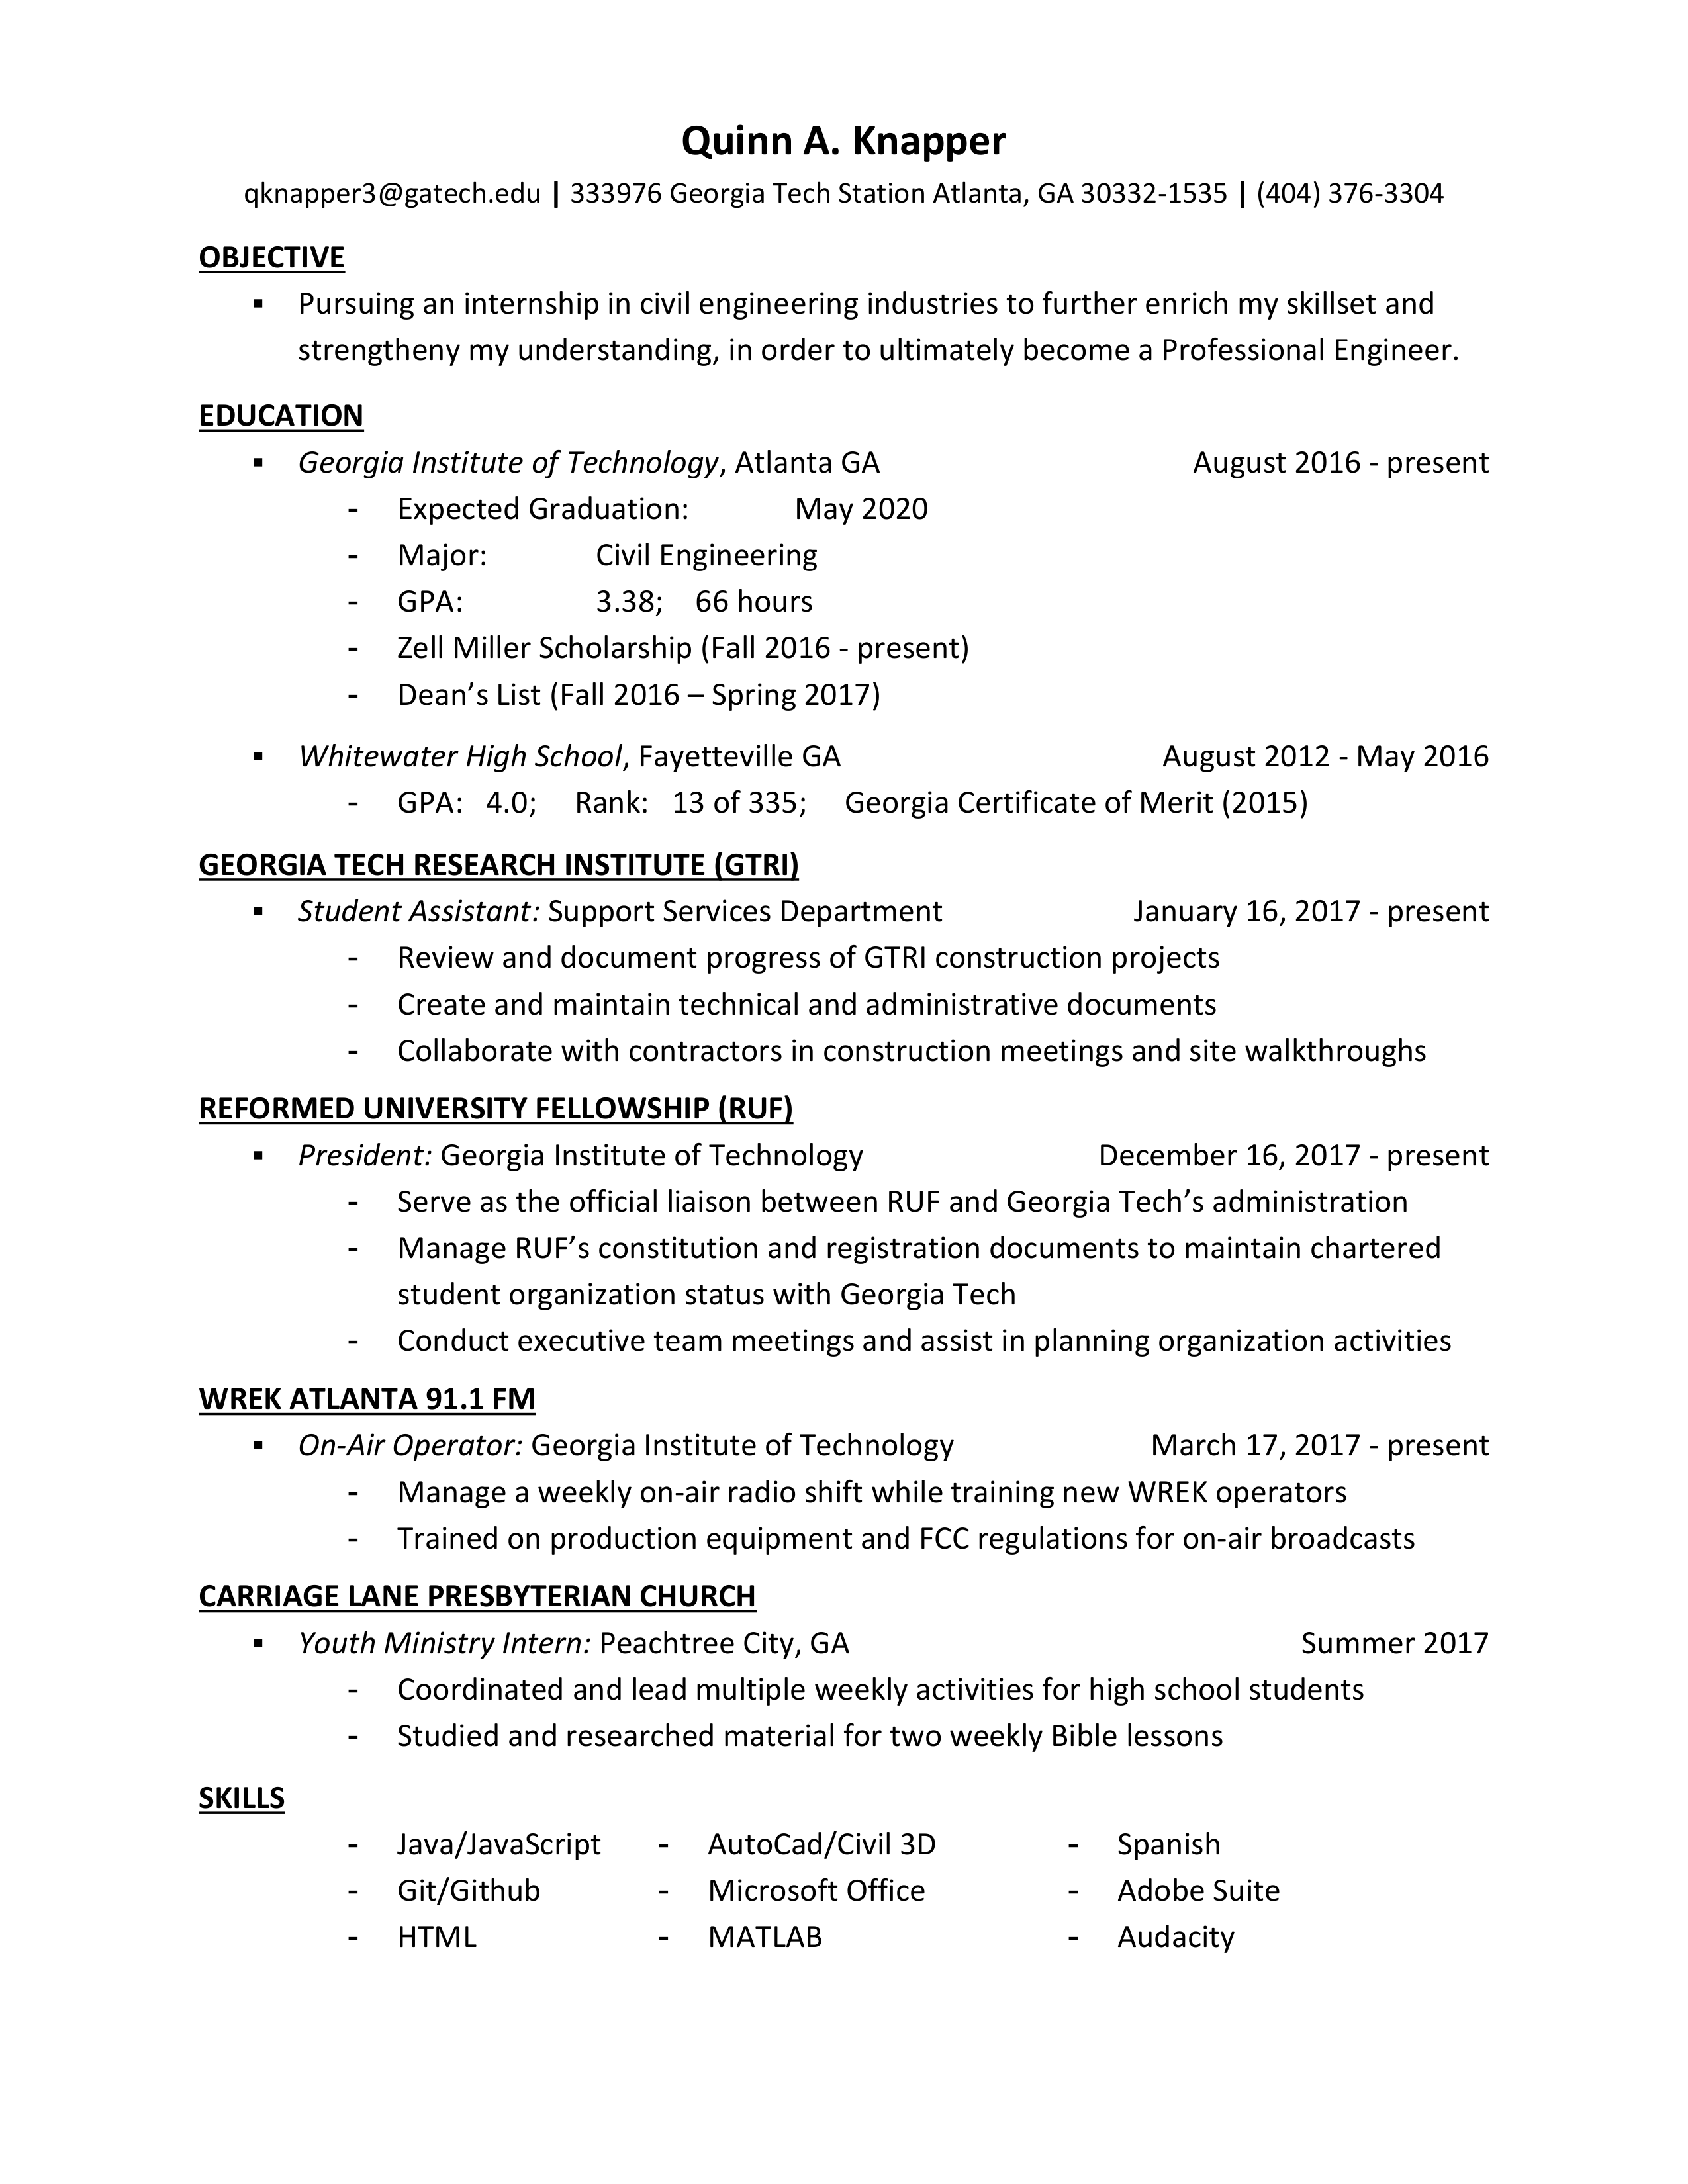 Quinn A. Knapper
qknapper3@gatech.edu | 333976 Georgia Tech Station Atlanta, GA 30332-1535 | (404) 376-3304
OBJECTIVE
▪ Pursuing an internship in civil engineering industries to further enrich my skillset and
strengtheny my understanding, in order to ultimately become a Professional Engineer.
EDUCATION
▪ Georgia Institute of Technology, Atlanta GA August 2016 - present
- Expected Graduation: May 2020
- Major: Civil Engineering
- GPA: 3.38; 66 hours
- Zell Miller Scholarship (Fall 2016 - present)
- Dean’s List (Fall 2016 – Spring 2017)
▪ Whitewater High School, Fayetteville GA August 2012 - May 2016
- GPA: 4.0; Rank: 13 of 335; Georgia Certificate of Merit (2015)
GEORGIA TECH RESEARCH INSTITUTE (GTRI)
▪ Student Assistant: Support Services Department January 16, 2017 - present
- Review and document progress of GTRI construction projects
- Create and maintain technical and administrative documents
- Collaborate with contractors in construction meetings and site walkthroughs
REFORMED UNIVERSITY FELLOWSHIP (RUF)
▪ President: Georgia Institute of Technology December 16, 2017 - present
- Serve as the official liaison between RUF and Georgia Tech’s administration
- Manage RUF’s constitution and registration documents to maintain chartered
student organization status with Georgia Tech
- Conduct executive team meetings and assist in planning organization activities
WREK ATLANTA 91.1 FM
▪ On-Air Operator: Georgia Institute of Technology March 17, 2017 - present
- Manage a weekly on-air radio shift while training new WREK operators
- Trained on production equipment and FCC regulations for on-air broadcasts
CARRIAGE LANE PRESBYTERIAN CHURCH
▪ Youth Ministry Intern: Peachtree City, GA Summer 2017
- Coordinated and lead multiple weekly activities for high school students
- Studied and researched material for two weekly Bible lessons
SKILLS
- Java/JavaScript - AutoCad/Civil 3D - Spanish
- Git/Github - Microsoft Office - Adobe Suite
- HTML - MATLAB - Audacity